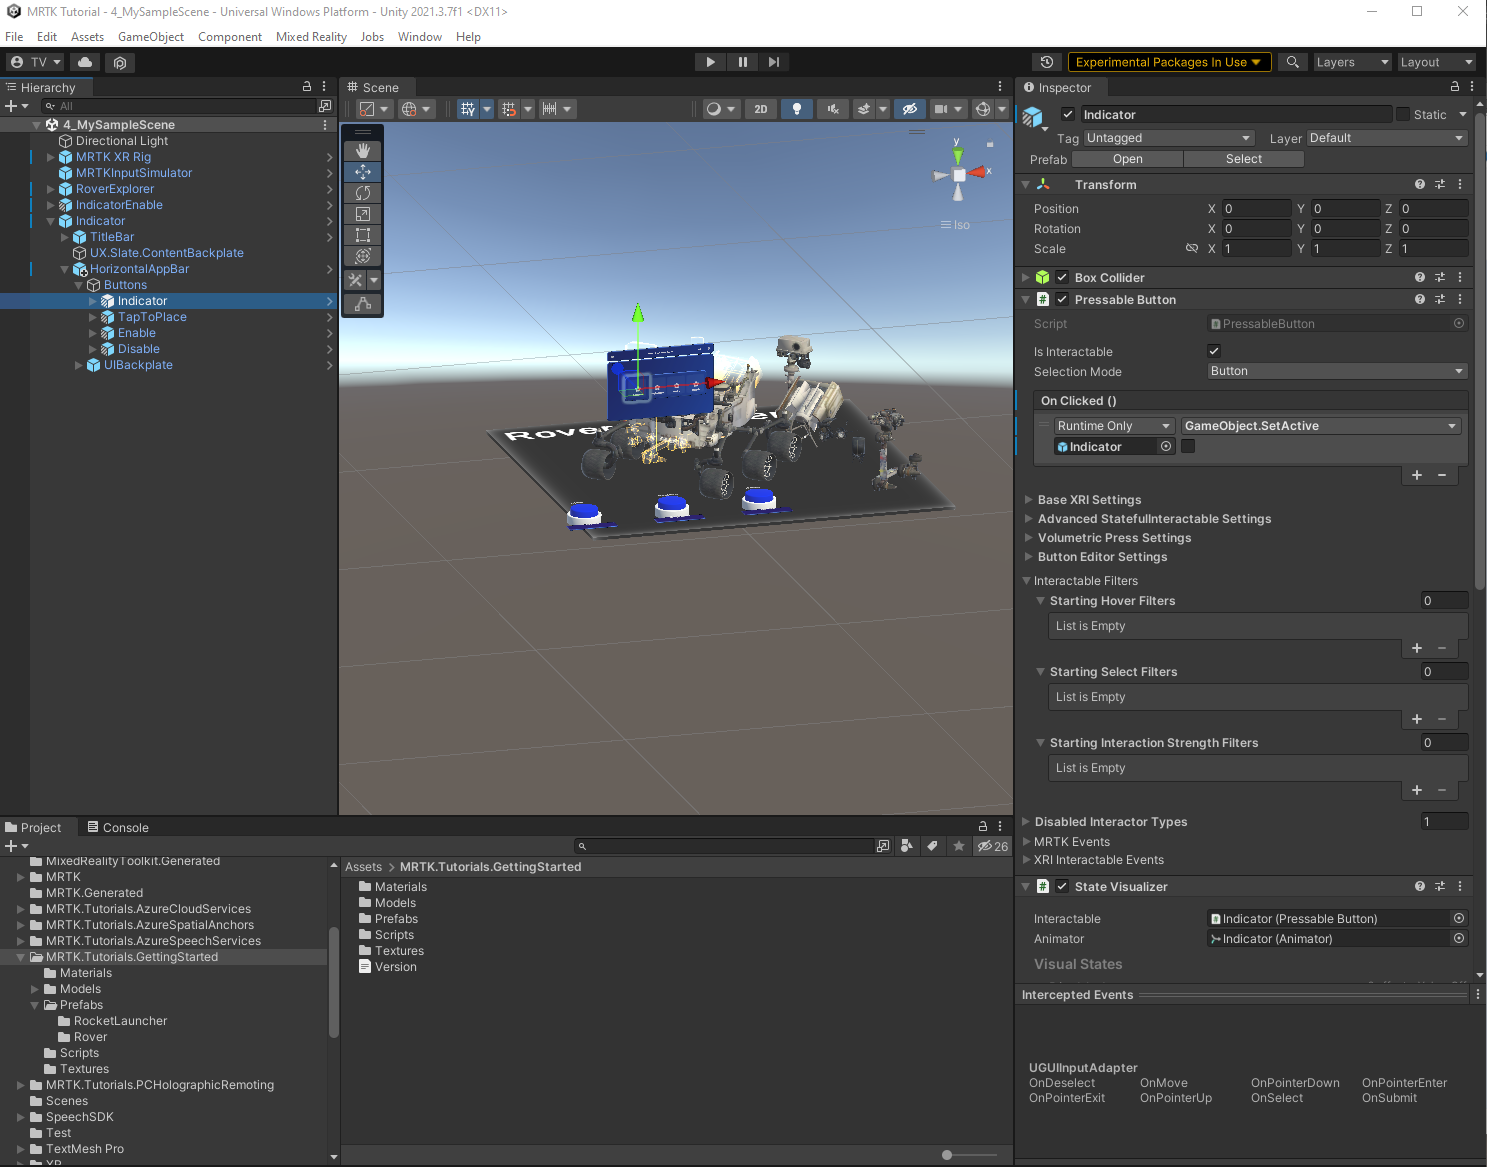 MRTK Tutorial - 4_MySampleScene - Universal Windows Platform - Unity 2021.3.7f1 <DX11>
File Edit Assets GameObject Component Mixed Reality Jobs Window Help
TV Experimental Packages In Use Layers Layout
Hierarchy
All
4_MySampleScene
Directional Light
MRTK XR Rig
MRTKInputSimulator
RoverExplorer
IndicatorEnable
Indicator
TitleBar
UX.Slate.ContentBackplate
HorizontalAppBar
Buttons
Indicator
TapToPlace
Enable
Disable
UIBackplate
Scene
2D
y
x
Iso
Rover
Inspector
Indicator Static
Tag Untagged Layer Default
Prefab Open Select
Transform
Position X 0 Y 0 Z 0
Rotation X 0 Y 0 Z 0
Scale X 1 Y 1 Z 1
Box Collider
Pressable Button
Script PressableButton
Is Interactable
Selection Mode Button
On Clicked ()
Runtime Only GameObject.SetActive
Indicator
+ −
Base XRI Settings
Advanced StatefulInteractable Settings
Volumetric Press Settings
Button Editor Settings
Interactable Filters
Starting Hover Filters 0
List is Empty
+ −
Starting Select Filters 0
List is Empty
+ −
Starting Interaction Strength Filters 0
List is Empty
+ −
Disabled Interactor Types 1
MRTK Events
XRI Interactable Events
State Visualizer
Interactable Indicator (Pressable Button)
Animator Indicator (Animator)
Visual States
Intercepted Events
UGUIInputAdapter
OnDeselect OnMove OnPointerDown OnPointerEnter
OnPointerExit OnPointerUp OnSelect OnSubmit
Project Console
26
MixedRealityToolkit.Generated
MRTK
MRTK.Generated
MRTK.Tutorials.AzureCloudServices
MRTK.Tutorials.AzureSpatialAnchors
MRTK.Tutorials.AzureSpeechServices
MRTK.Tutorials.GettingStarted
Materials
Models
Prefabs
RocketLauncher
Rover
Scripts
Textures
MRTK.Tutorials.PCHolographicRemoting
Scenes
SpeechSDK
Test
TextMesh Pro
XR
Assets > MRTK.Tutorials.GettingStarted
Materials
Models
Prefabs
Scripts
Textures
Version